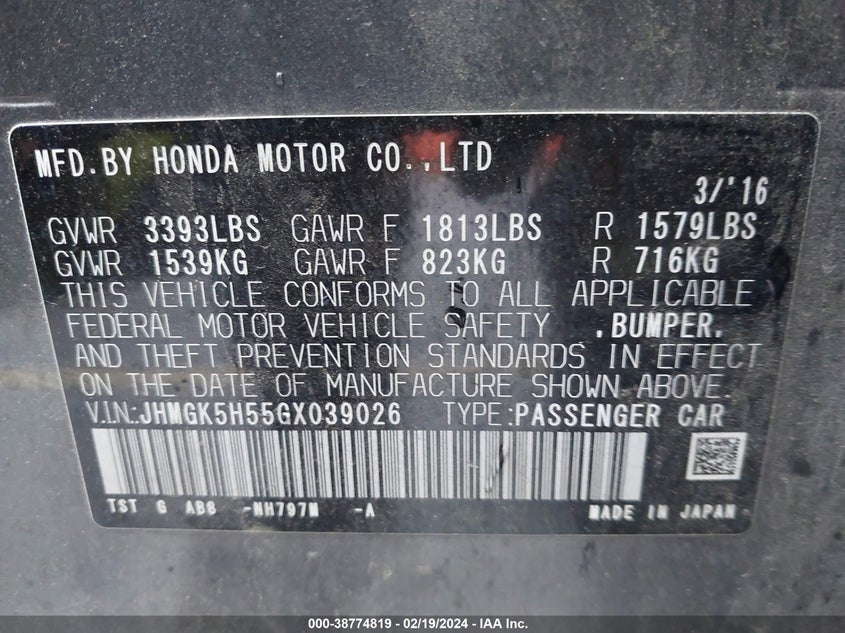 MFD.BY HONDA MOTOR CO.,LTD
3/'16
GVWR 3393LBS GAWR F 1813LBS R 1579LBS
GVWR 1539KG GAWR F 823KG R 716KG
THIS VEHICLE CONFORMS TO ALL APPLICABLE
FEDERAL MOTOR VEHICLE SAFETY ,BUMPER,
AND THEFT PREVENTION STANDARDS IN EFFECT
ON THE DATE OF MANUFACTURE SHOWN ABOVE.
V.I.N.:JHMGK5H55GX039026 TYPE:PASSENGER CAR
TST G AB8 -NH797M -A MADE IN JAPAN
000-38774819 - 02/19/2024 - IAA Inc.